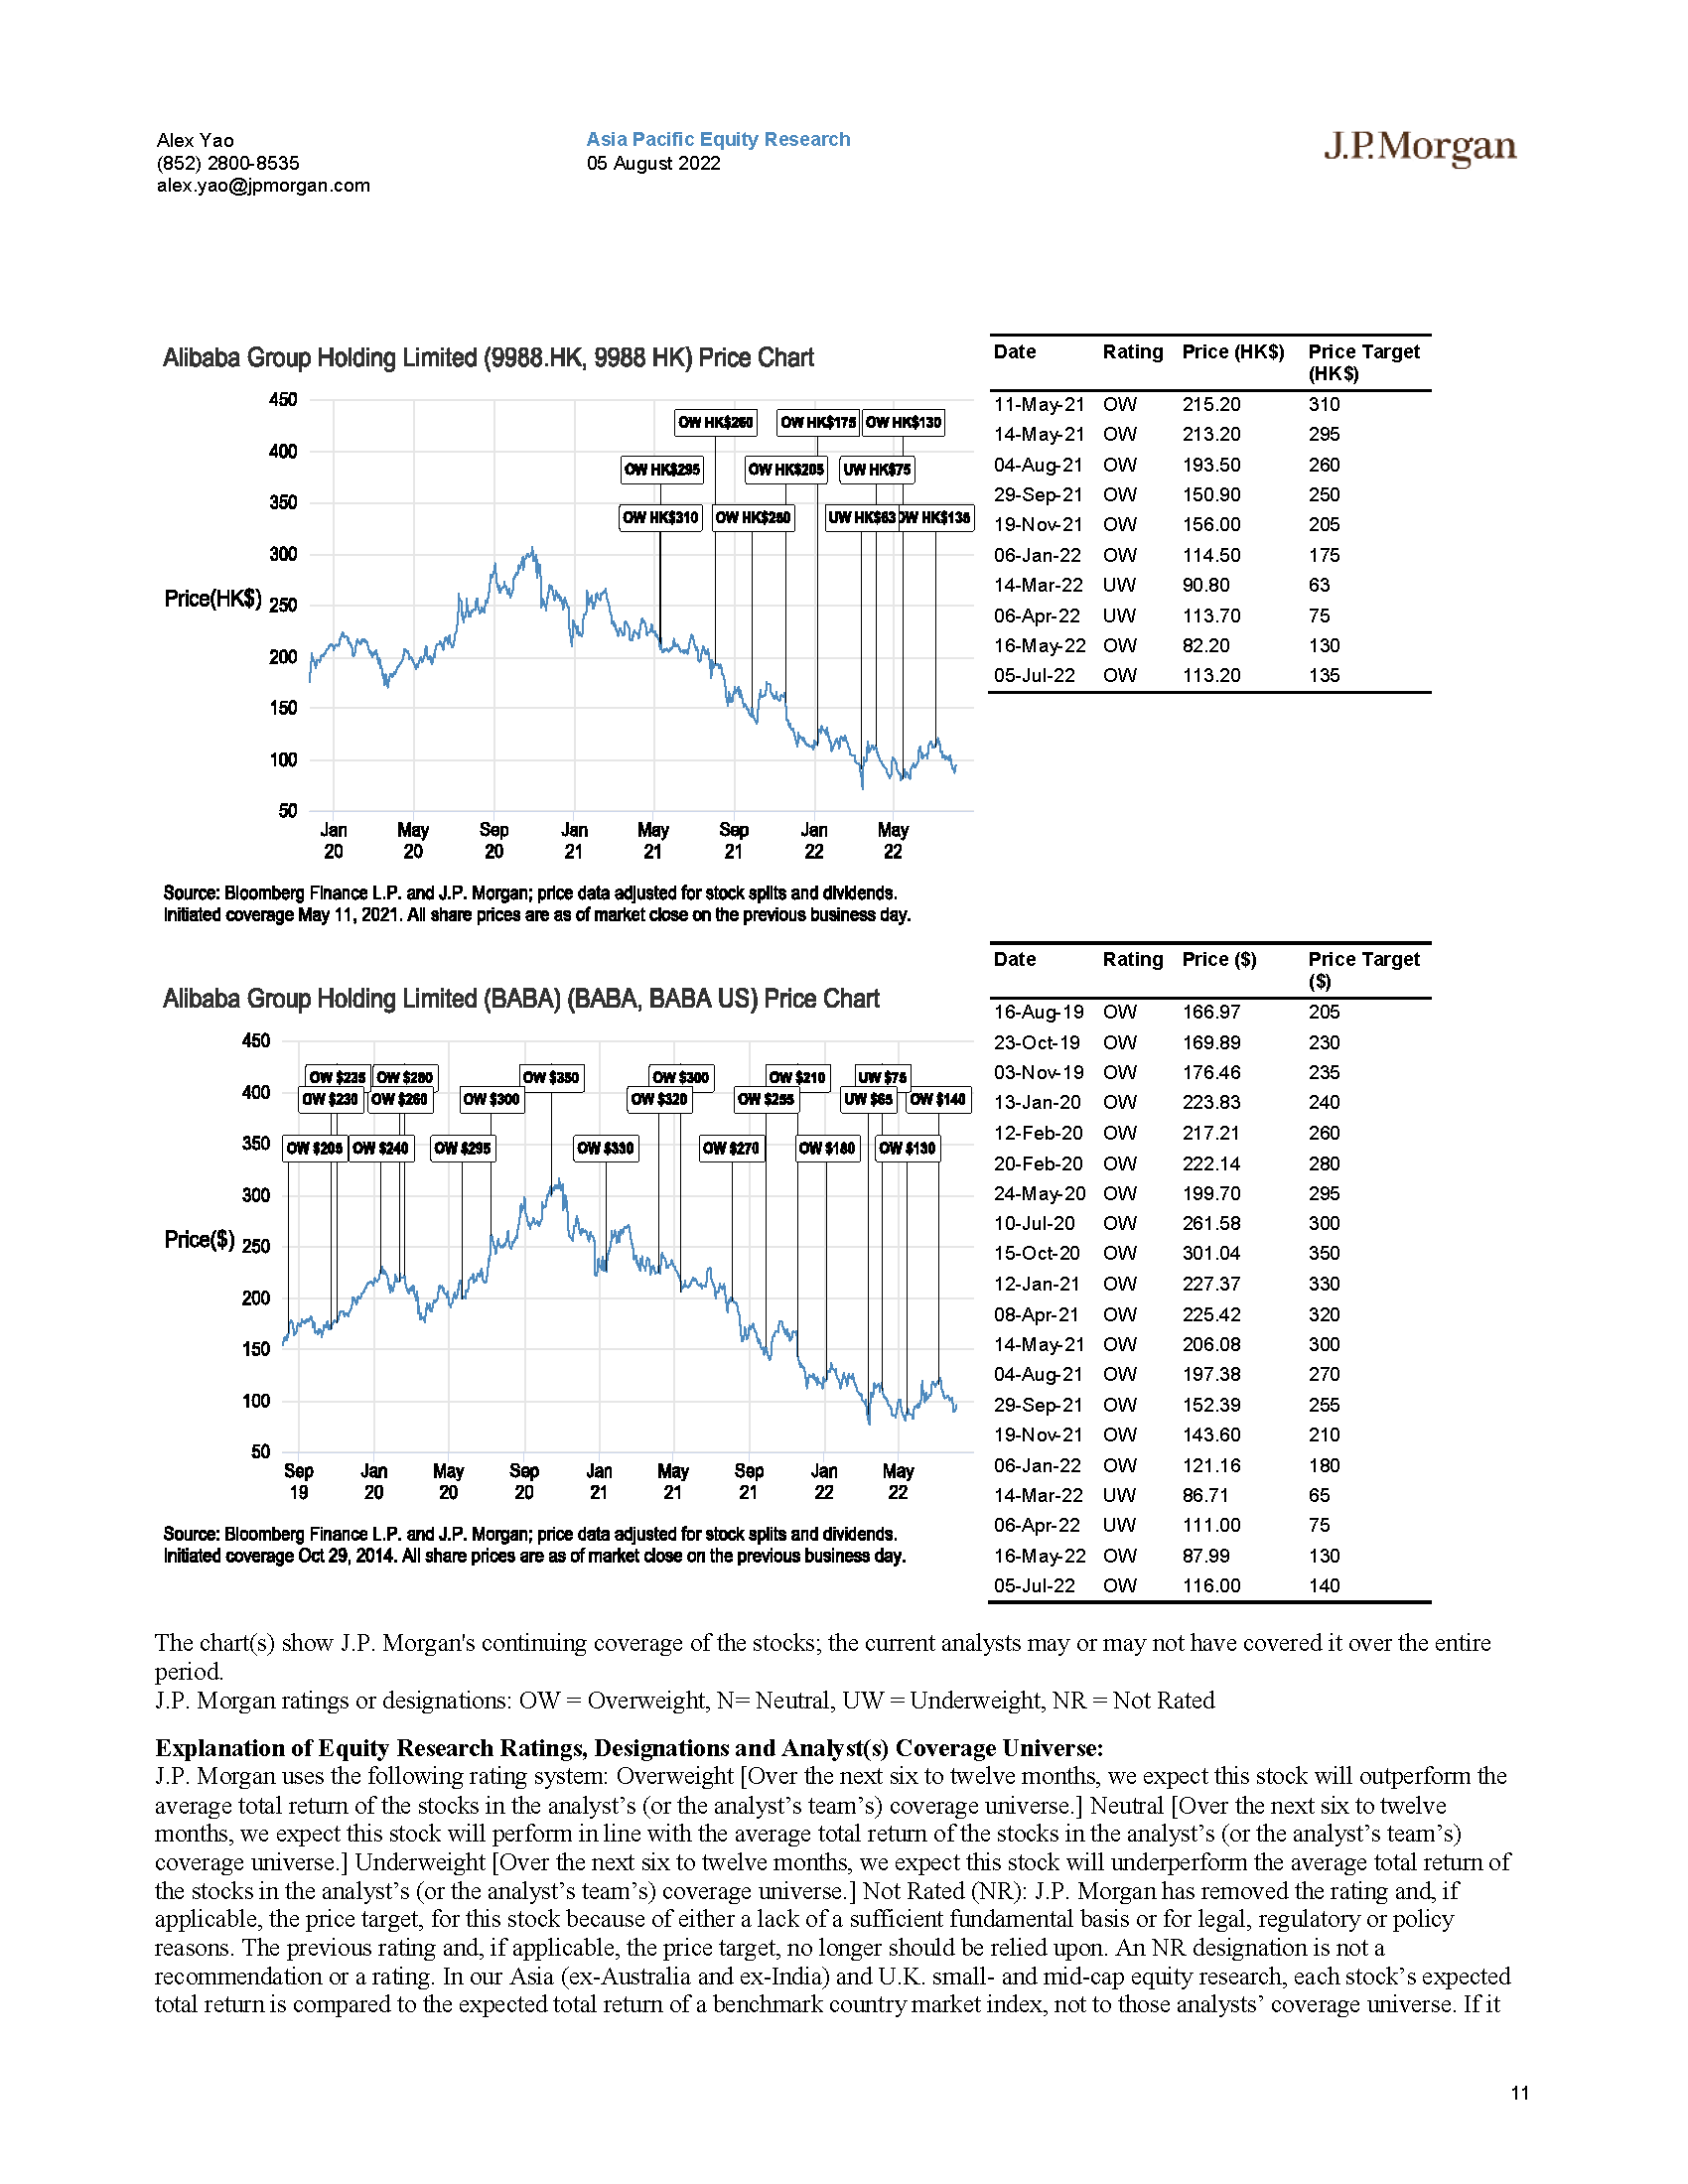 Alex Yao
(852) 2800-8535
alex.yao@jpmorgan.com
Asia Pacific Equity Research
05 August 2022
J.P.Morgan
Alibaba Group Holding Limited (9988.HK, 9988 HK) Price Chart
450
400
350
300
250
200
150
100
50
Price(HK$)
OW HK$260
OW HK$175
OW HK$130
OW HK$295
OW HK$205
UW HK$75
OW HK$310
OW HK$250
UW HK$63
OW HK$135
Jan May Sep Jan May Sep Jan May
20 20 20 21 21 21 22 22
Source: Bloomberg Finance L.P. and J.P. Morgan; price data adjusted for stock splits and dividends.
Initiated coverage May 11, 2021. All share prices are as of market close on the previous business day.
Date Rating Price (HK$) Price Target
(HK$)
11-May-21 OW 215.20 310
14-May-21 OW 213.20 295
04-Aug-21 OW 193.50 260
29-Sep-21 OW 150.90 250
19-Nov-21 OW 156.00 205
06-Jan-22 OW 114.50 175
14-Mar-22 UW 90.80 63
06-Apr-22 UW 113.70 75
16-May-22 OW 82.20 130
05-Jul-22 OW 113.20 135
Alibaba Group Holding Limited (BABA) (BABA, BABA US) Price Chart
450
400
350
300
250
200
150
100
50
Price($)
OW $235
OW $280
OW $350
OW $300
OW $210
UW $75
OW $230
OW $260
OW $300
OW $320
OW $255
UW $65
OW $140
OW $205
OW $240
OW $295
OW $330
OW $270
OW $180
OW $130
Sep Jan May Sep Jan May Sep Jan May
19 20 20 20 21 21 21 22 22
Source: Bloomberg Finance L.P. and J.P. Morgan; price data adjusted for stock splits and dividends.
Initiated coverage Oct 29, 2014. All share prices are as of market close on the previous business day.
Date Rating Price ($) Price Target
($)
16-Aug-19 OW 166.97 205
23-Oct-19 OW 169.89 230
03-Nov-19 OW 176.46 235
13-Jan-20 OW 223.83 240
12-Feb-20 OW 217.21 260
20-Feb-20 OW 222.14 280
24-May-20 OW 199.70 295
10-Jul-20 OW 261.58 300
15-Oct-20 OW 301.04 350
12-Jan-21 OW 227.37 330
08-Apr-21 OW 225.42 320
14-May-21 OW 206.08 300
04-Aug-21 OW 197.38 270
29-Sep-21 OW 152.39 255
19-Nov-21 OW 143.60 210
06-Jan-22 OW 121.16 180
14-Mar-22 UW 86.71 65
06-Apr-22 UW 111.00 75
16-May-22 OW 87.99 130
05-Jul-22 OW 116.00 140
The chart(s) show J.P. Morgan's continuing coverage of the stocks; the current analysts may or may not have covered it over the entire
period.
J.P. Morgan ratings or designations: OW = Overweight, N= Neutral, UW = Underweight, NR = Not Rated
Explanation of Equity Research Ratings, Designations and Analyst(s) Coverage Universe:
J.P. Morgan uses the following rating system: Overweight [Over the next six to twelve months, we expect this stock will outperform the
average total return of the stocks in the analyst’s (or the analyst’s team’s) coverage universe.] Neutral [Over the next six to twelve
months, we expect this stock will perform in line with the average total return of the stocks in the analyst’s (or the analyst’s team’s)
coverage universe.] Underweight [Over the next six to twelve months, we expect this stock will underperform the average total return of
the stocks in the analyst’s (or the analyst’s team’s) coverage universe.] Not Rated (NR): J.P. Morgan has removed the rating and, if
applicable, the price target, for this stock because of either a lack of a sufficient fundamental basis or for legal, regulatory or policy
reasons. The previous rating and, if applicable, the price target, no longer should be relied upon. An NR designation is not a
recommendation or a rating. In our Asia (ex-Australia and ex-India) and U.K. small- and mid-cap equity research, each stock’s expected
total return is compared to the expected total return of a benchmark country market index, not to those analysts’ coverage universe. If it
11